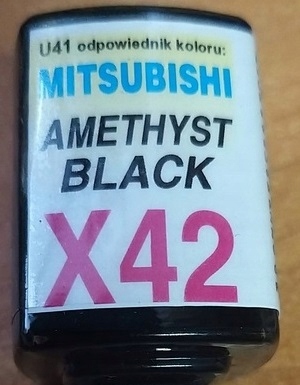 U41 odpowiednik koloru:
MITSUBISHI
AMETHYST
BLACK
X42